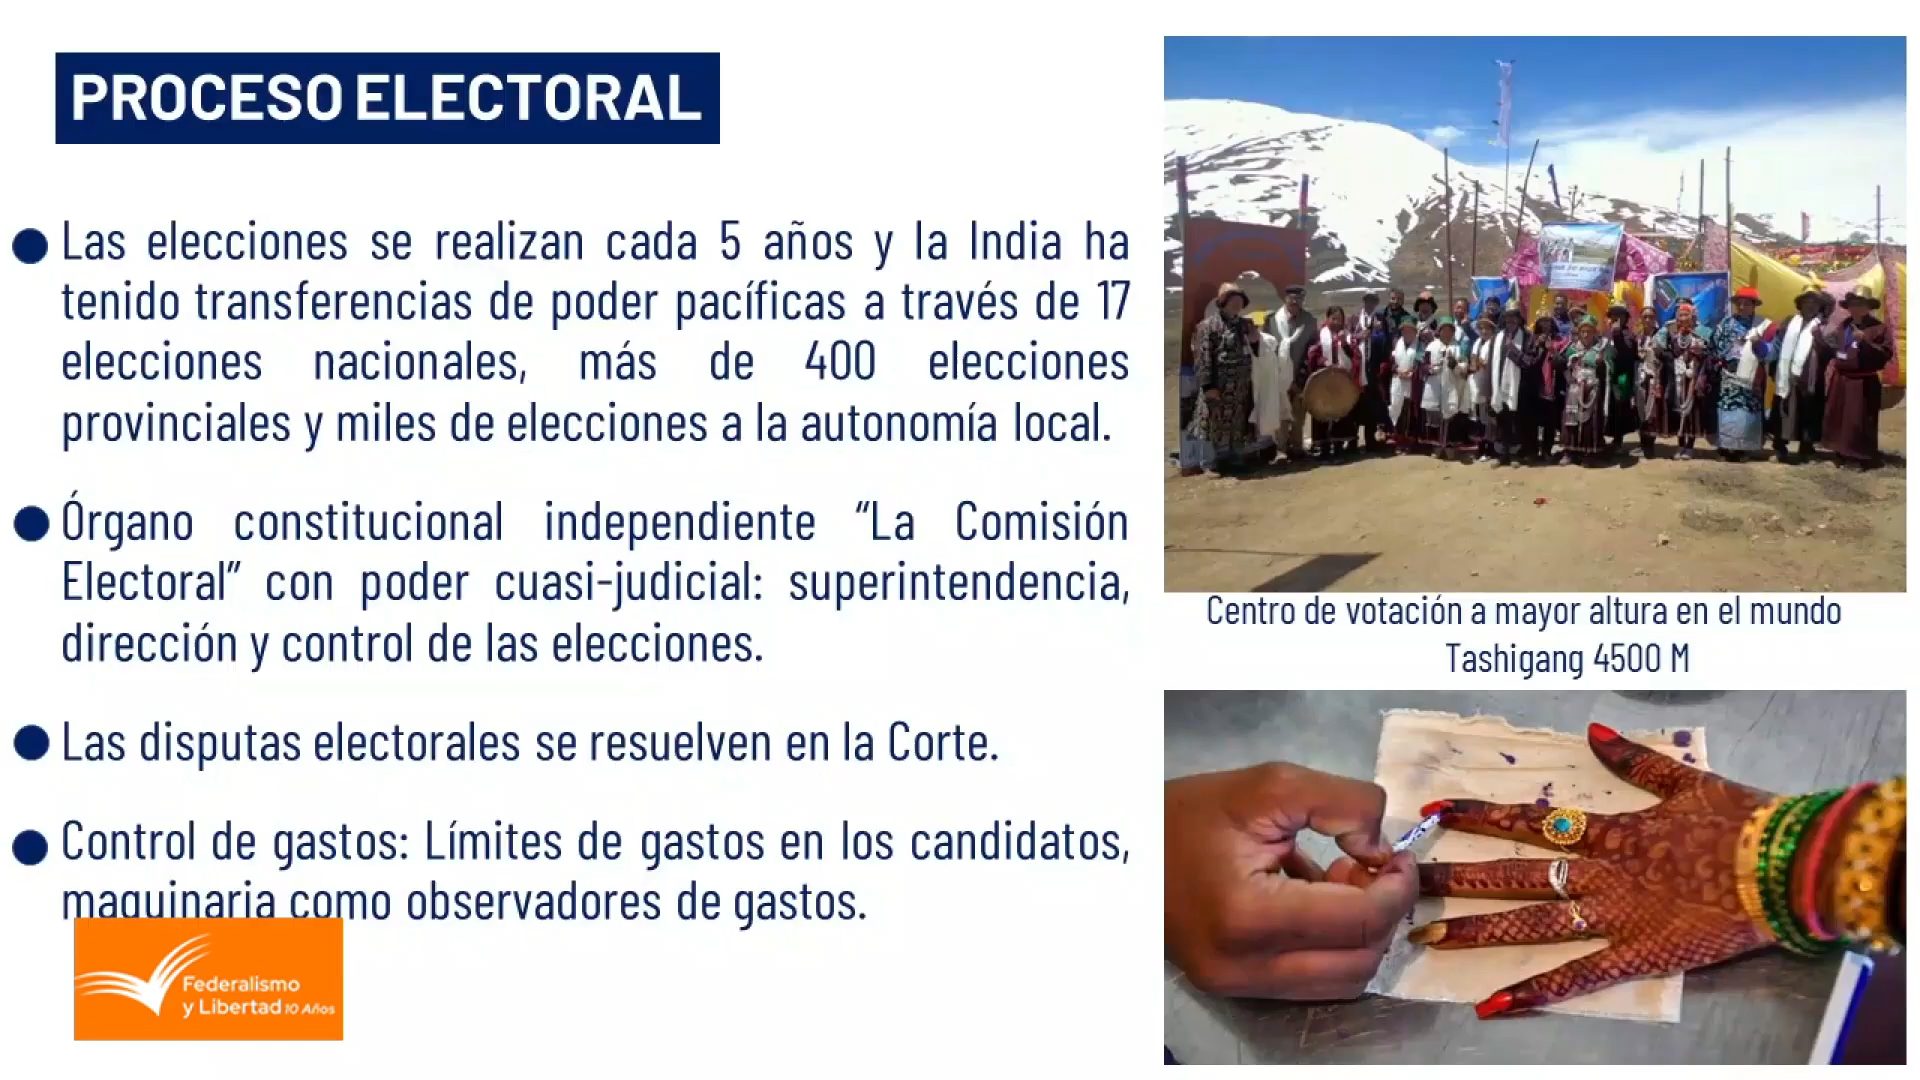 PROCESO ELECTORAL
Las elecciones se realizan cada 5 años y la India ha
tenido transferencias de poder pacíficas a través de 17
elecciones nacionales, más de 400 elecciones
provinciales y miles de elecciones a la autonomía local.
Órgano constitucional independiente “La Comisión
Electoral” con poder cuasi-judicial: superintendencia,
dirección y control de las elecciones.
Las disputas electorales se resuelven en la Corte.
Control de gastos: Límites de gastos en los candidatos,
maquinaria como observadores de gastos.
Federalismo
y Libertad 10 Años
Centro de votación a mayor altura en el mundo
Tashigang 4500 M